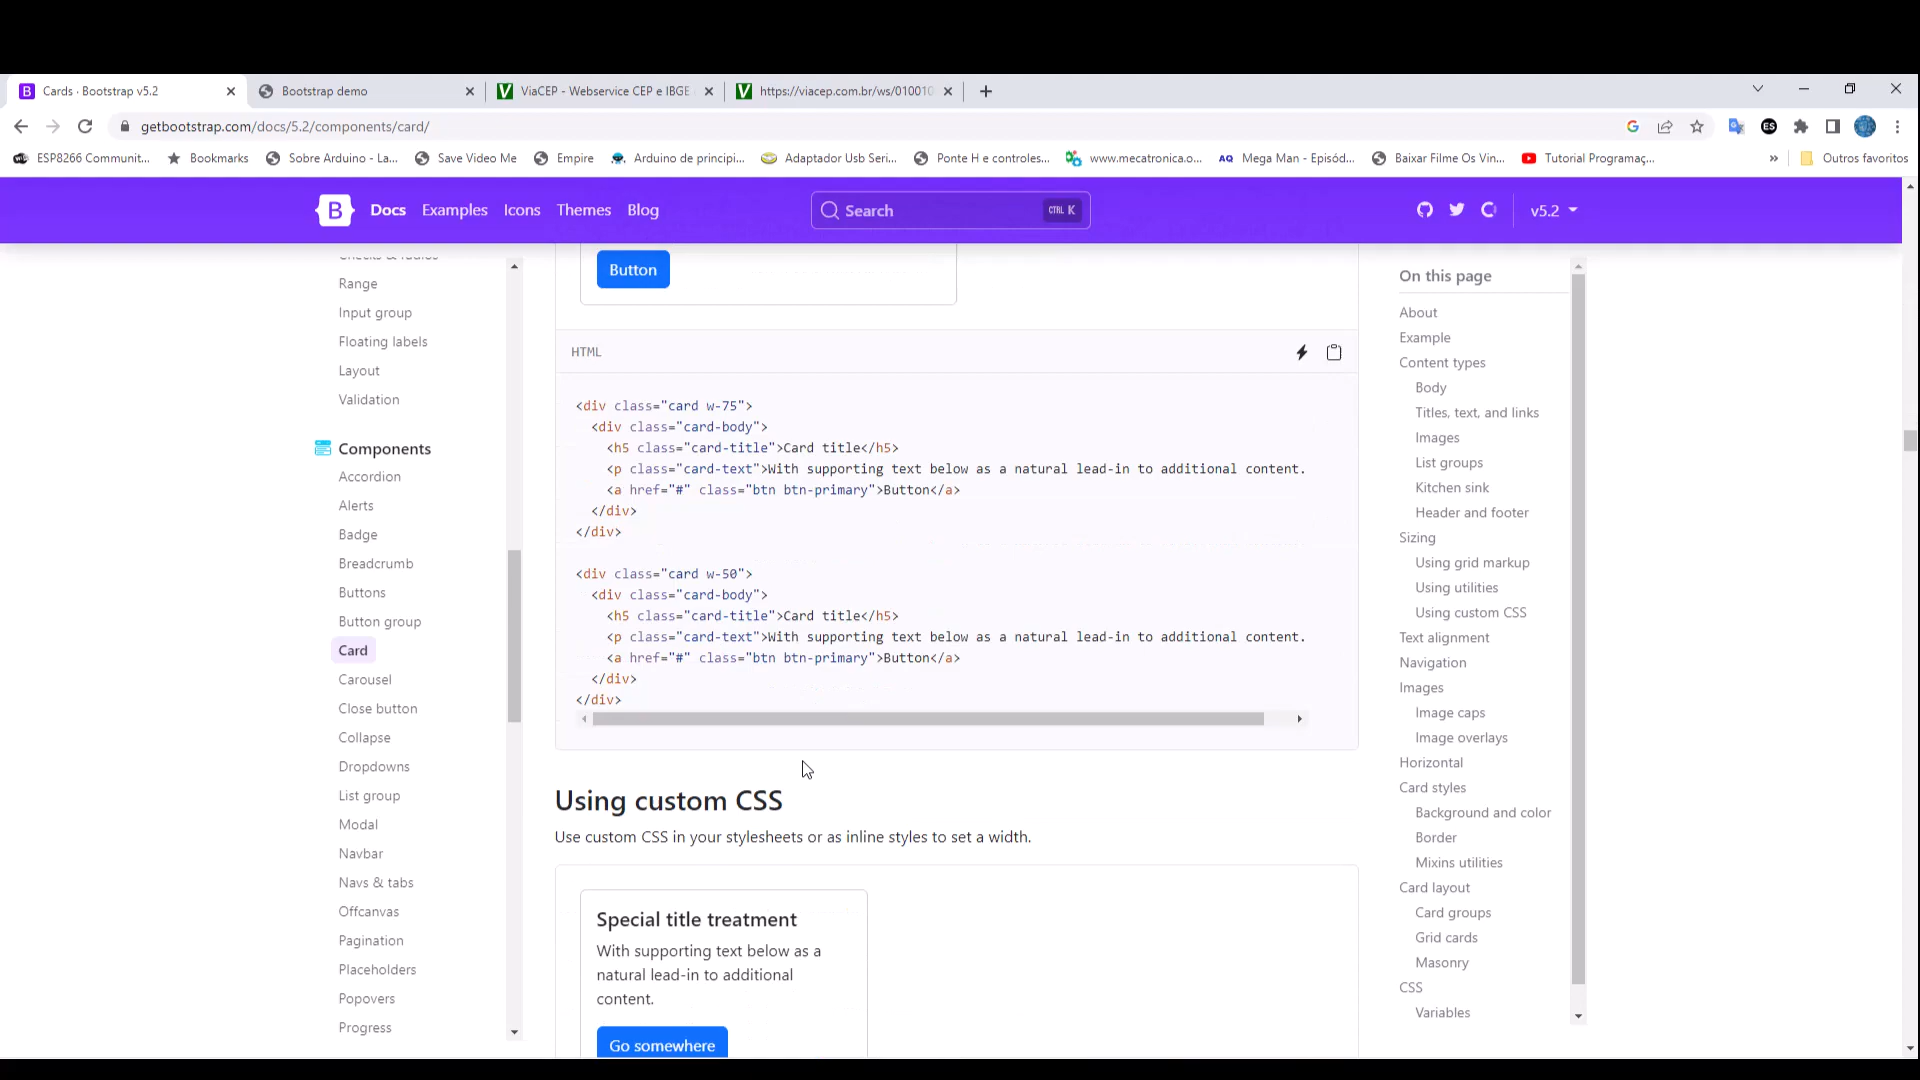 Cards · Bootstrap v5.2
Bootstrap demo
ViaCEP - Webservice CEP e IBGE
https://viacep.com.br/ws/010010
getbootstrap.com/docs/5.2/components/card/
ESP8266 Communit...
Bookmarks
Sobre Arduino - La...
Save Video Me
Empire
Arduino de principi...
Adaptador Usb Seri...
Ponte H e controles...
www.mecatronica.o...
AQ Mega Man - Episód...
Baixar Filme Os Vin...
Tutorial Programaç...
»
Outros favoritos
B
Docs
Examples
Icons
Themes
Blog
Search
CTRL K
v5.2
Checks & radios
Range
Input group
Floating labels
Layout
Validation
Components
Accordion
Alerts
Badge
Breadcrumb
Buttons
Button group
Card
Carousel
Close button
Collapse
Dropdowns
List group
Modal
Navbar
Navs & tabs
Offcanvas
Pagination
Placeholders
Popovers
Progress
Button
HTML
<div class="card w-75">
<div class="card-body">
<h5 class="card-title">Card title</h5>
<p class="card-text">With supporting text below as a natural lead-in to additional content.
<a href="#" class="btn btn-primary">Button</a>
</div>
</div>
<div class="card w-50">
<div class="card-body">
<h5 class="card-title">Card title</h5>
<p class="card-text">With supporting text below as a natural lead-in to additional content.
<a href="#" class="btn btn-primary">Button</a>
</div>
</div>
Using custom CSS
Use custom CSS in your stylesheets or as inline styles to set a width.
Special title treatment
With supporting text below as a
natural lead-in to additional
content.
Go somewhere
On this page
About
Example
Content types
Body
Titles, text, and links
Images
List groups
Kitchen sink
Header and footer
Sizing
Using grid markup
Using utilities
Using custom CSS
Text alignment
Navigation
Images
Image caps
Image overlays
Horizontal
Card styles
Background and color
Border
Mixins utilities
Card layout
Card groups
Grid cards
Masonry
CSS
Variables